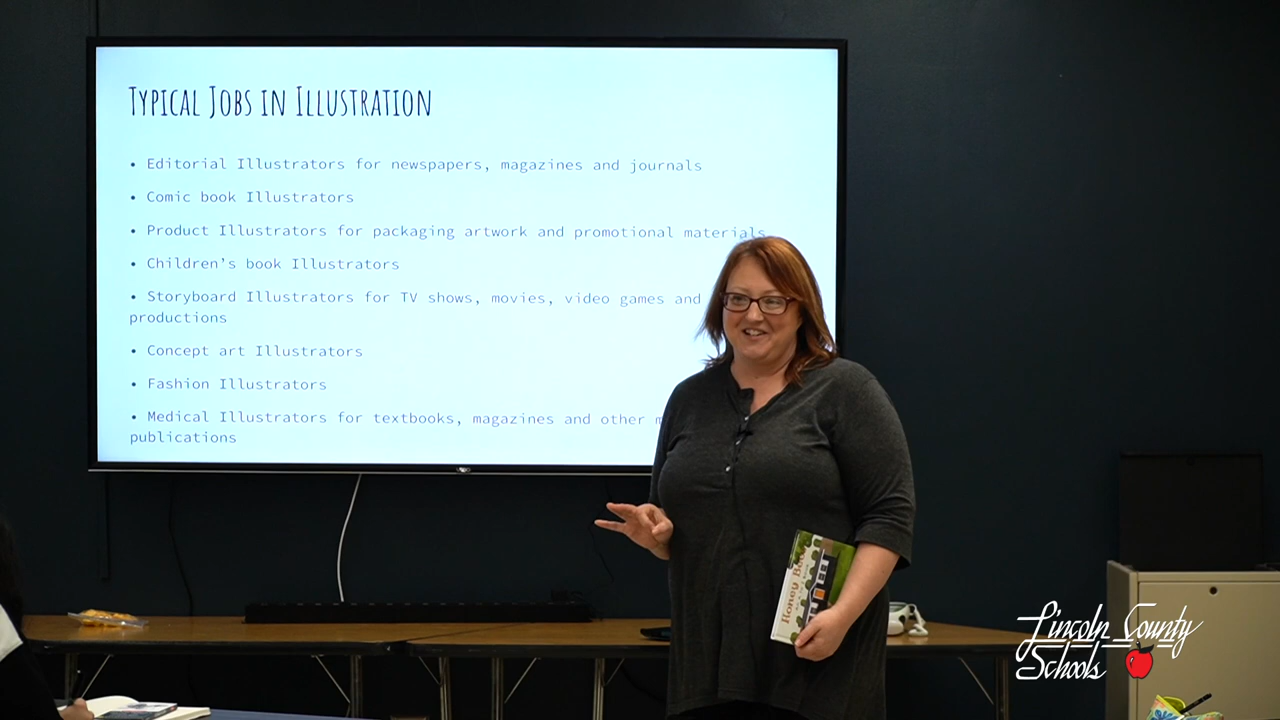 Typical Jobs in Illustration
• Editorial Illustrators for newspapers, magazines and journals
• Comic book Illustrators
• Product Illustrators for packaging artwork and promotional materials
• Children's book Illustrators
• Storyboard Illustrators for TV shows, movies, video games and
productions
• Concept art Illustrators
• Fashion Illustrators
• Medical Illustrators for textbooks, magazines and other
publications
Honey
Lincoln County
Schools